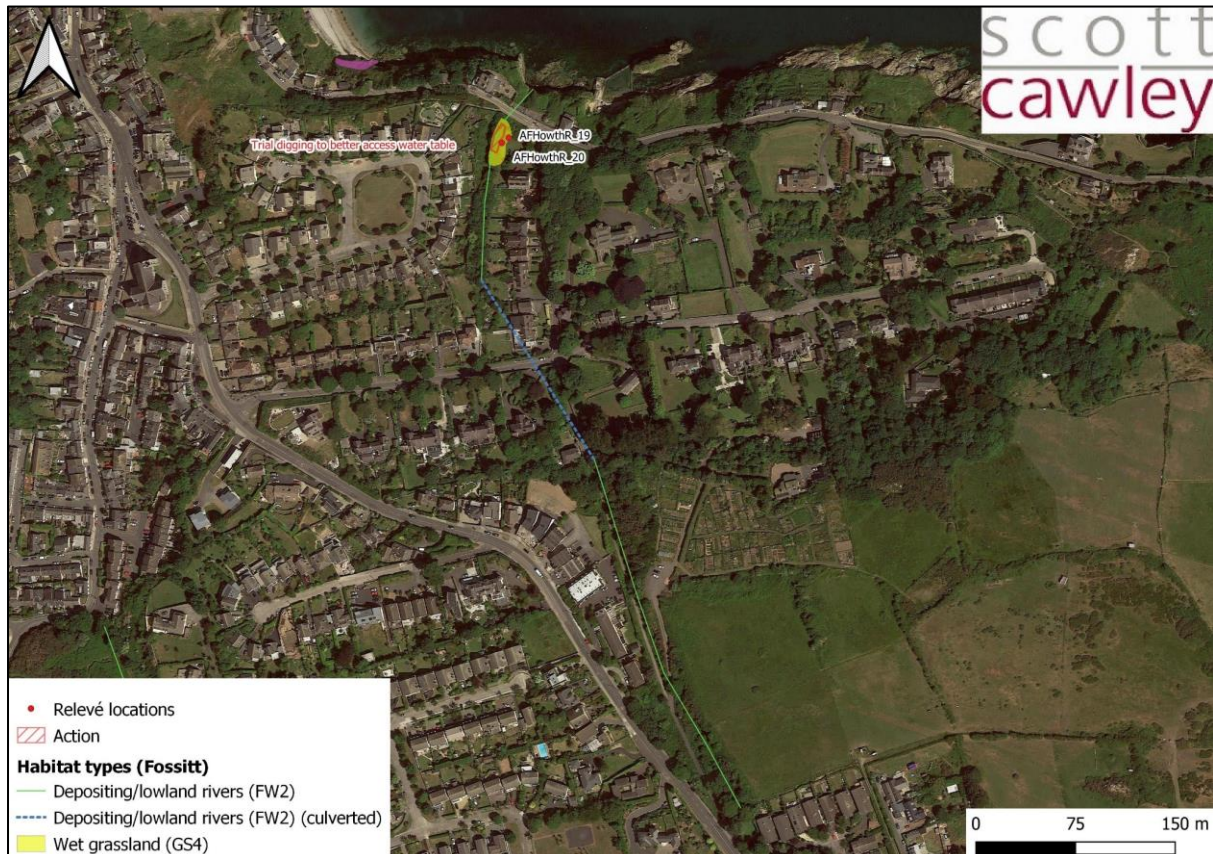 scott
cawley
AFHowthR_19
Trial digging to better access water table
AFHowthR_20
Relevé locations
Action
Habitat types (Fossitt)
Depositing/lowland rivers (FW2)
Depositing/lowland rivers (FW2) (culverted)
Wet grassland (GS4)
0 75 150 m